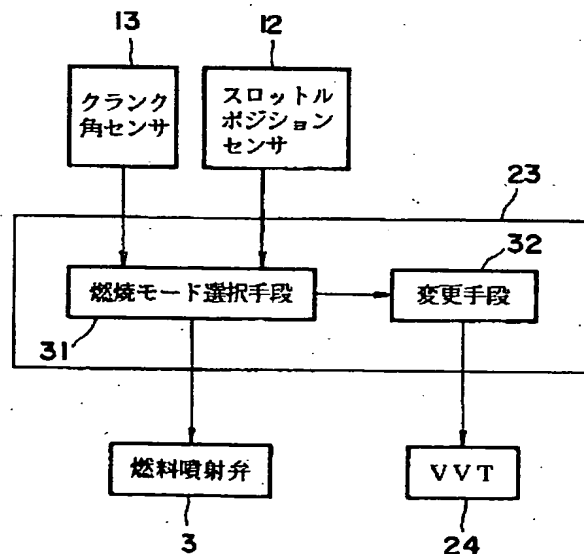 13
12
クランク
角センサ
スロットル
ポジション
センサ
23
32
燃焼モード選択手段
変更手段
31
燃料噴射弁
VVT
3
24